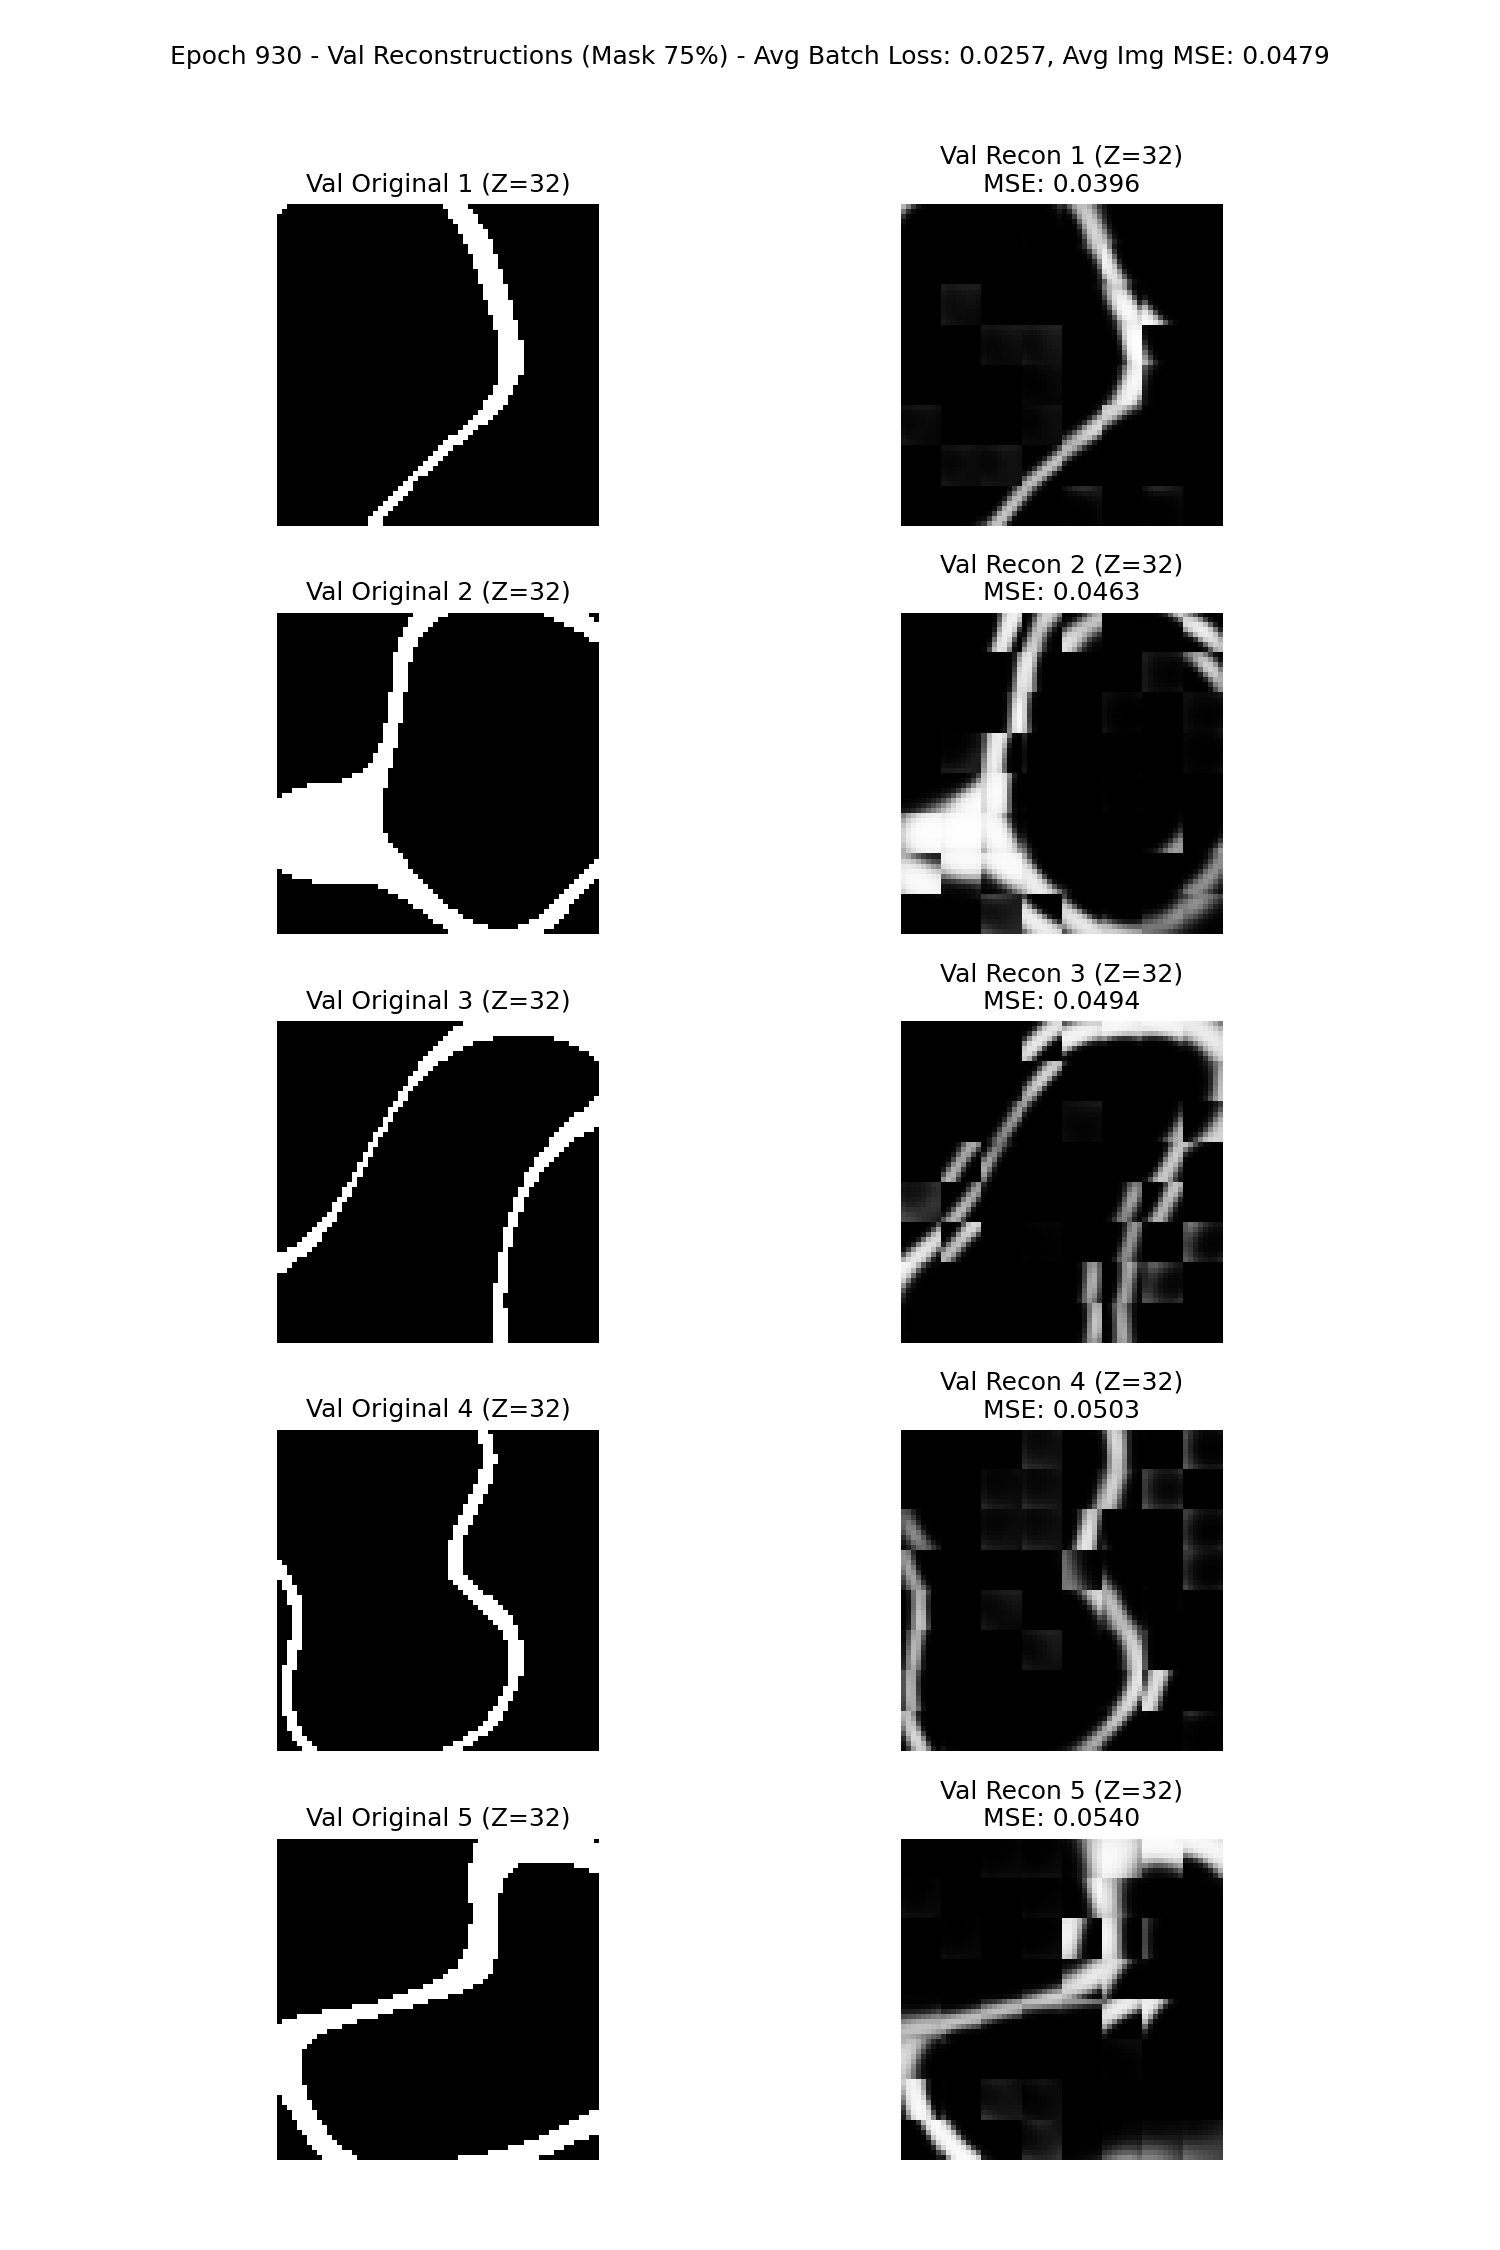 Epoch 930 - Val Reconstructions (Mask 75%) - Avg Batch Loss: 0.0257, Avg Img MSE: 0.0479
Val Original 1 (Z=32)
Val Recon 1 (Z=32)
MSE: 0.0396
Val Original 2 (Z=32)
Val Recon 2 (Z=32)
MSE: 0.0463
Val Original 3 (Z=32)
Val Recon 3 (Z=32)
MSE: 0.0494
Val Original 4 (Z=32)
Val Recon 4 (Z=32)
MSE: 0.0503
Val Original 5 (Z=32)
Val Recon 5 (Z=32)
MSE: 0.0540